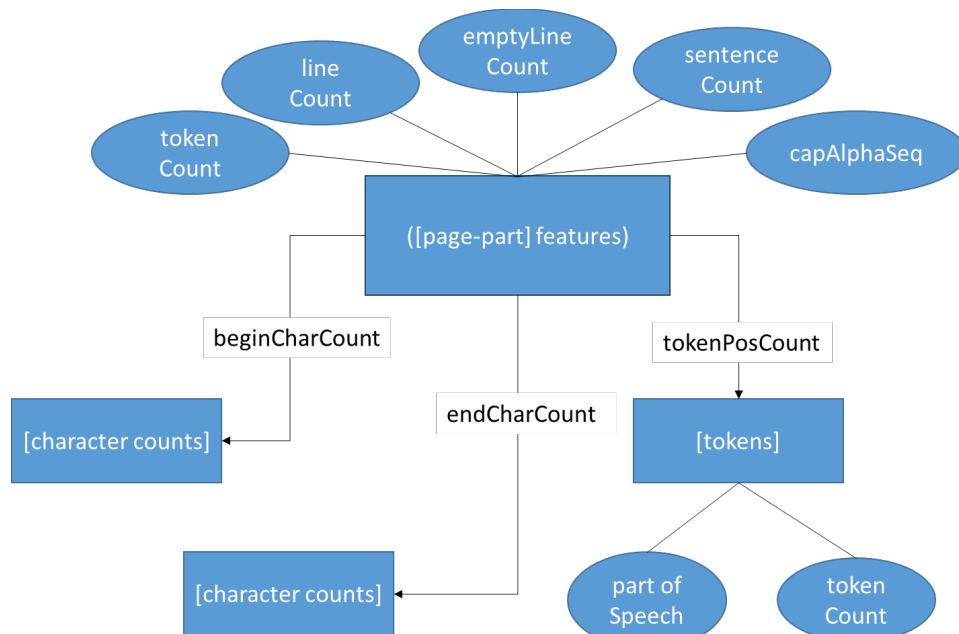 emptyLine
Count
line
Count
sentence
Count
token
Count
capAlphaSeq
([page-part] features)
beginCharCount
tokenPosCount
endCharCount
[character counts]
[tokens]
[character counts]
part of
Speech
token
Count